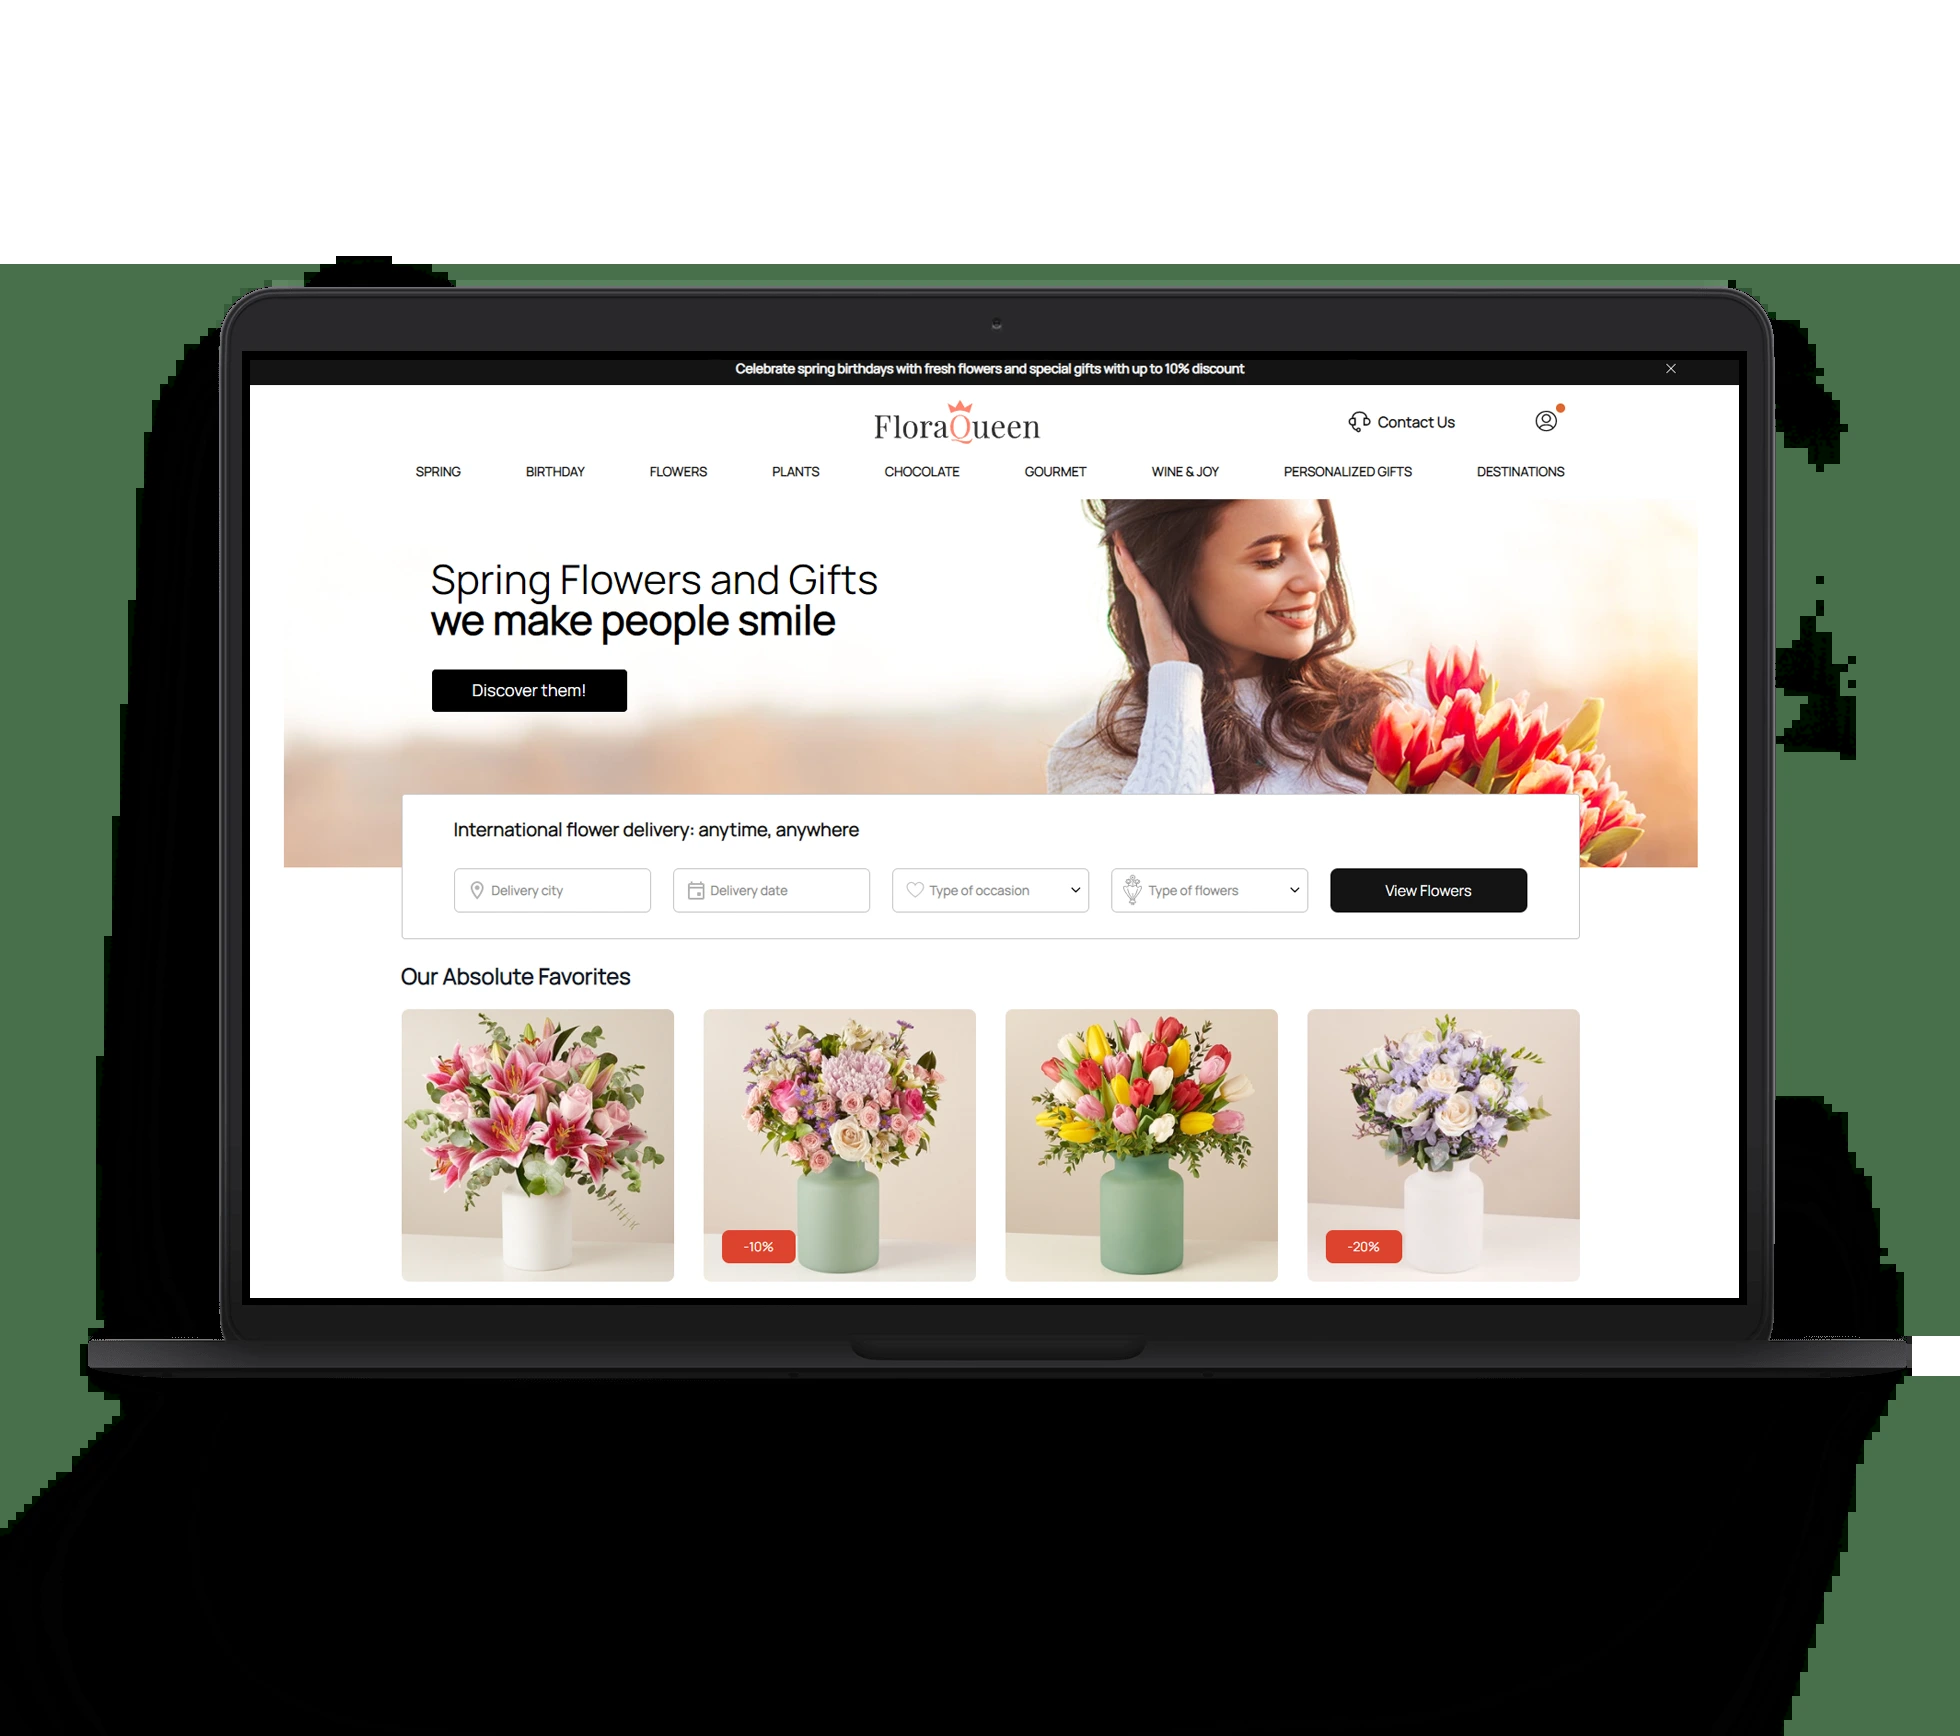 Celebrate spring birthdays with fresh flowers and special gifts with up to 10% discount
FloraQueen
Contact Us
SPRING BIRTHDAY FLOWERS PLANTS CHOCOLATE GOURMET WINE & JOY PERSONALIZED GIFTS DESTINATIONS
Spring Flowers and Gifts
we make people smile
Discover them!
International flower delivery: anytime, anywhere
Delivery city Delivery date Type of occasion Type of flowers View Flowers
Our Absolute Favorites
-10% -20%